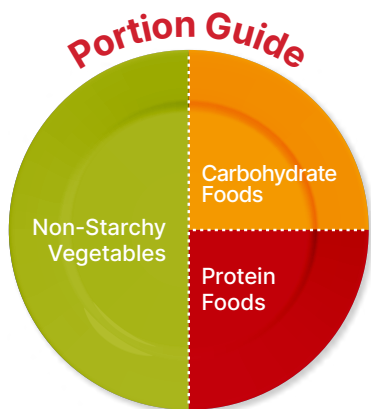 Portion Guide
Non-Starchy
Vegetables
Carbohydrate
Foods
Protein
Foods